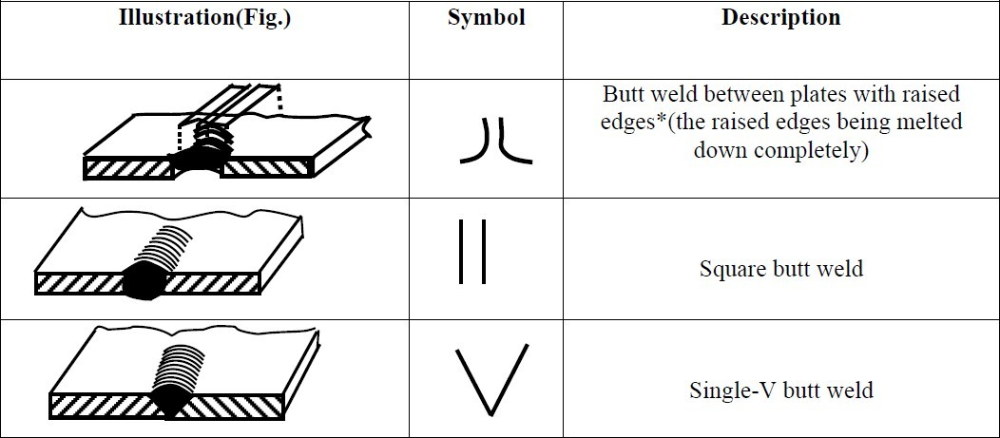 Illustration(Fig.)
Symbol
Description
Butt weld between plates with raised
edges*(the raised edges being melted
down completely)
Square butt weld
Single-V butt weld